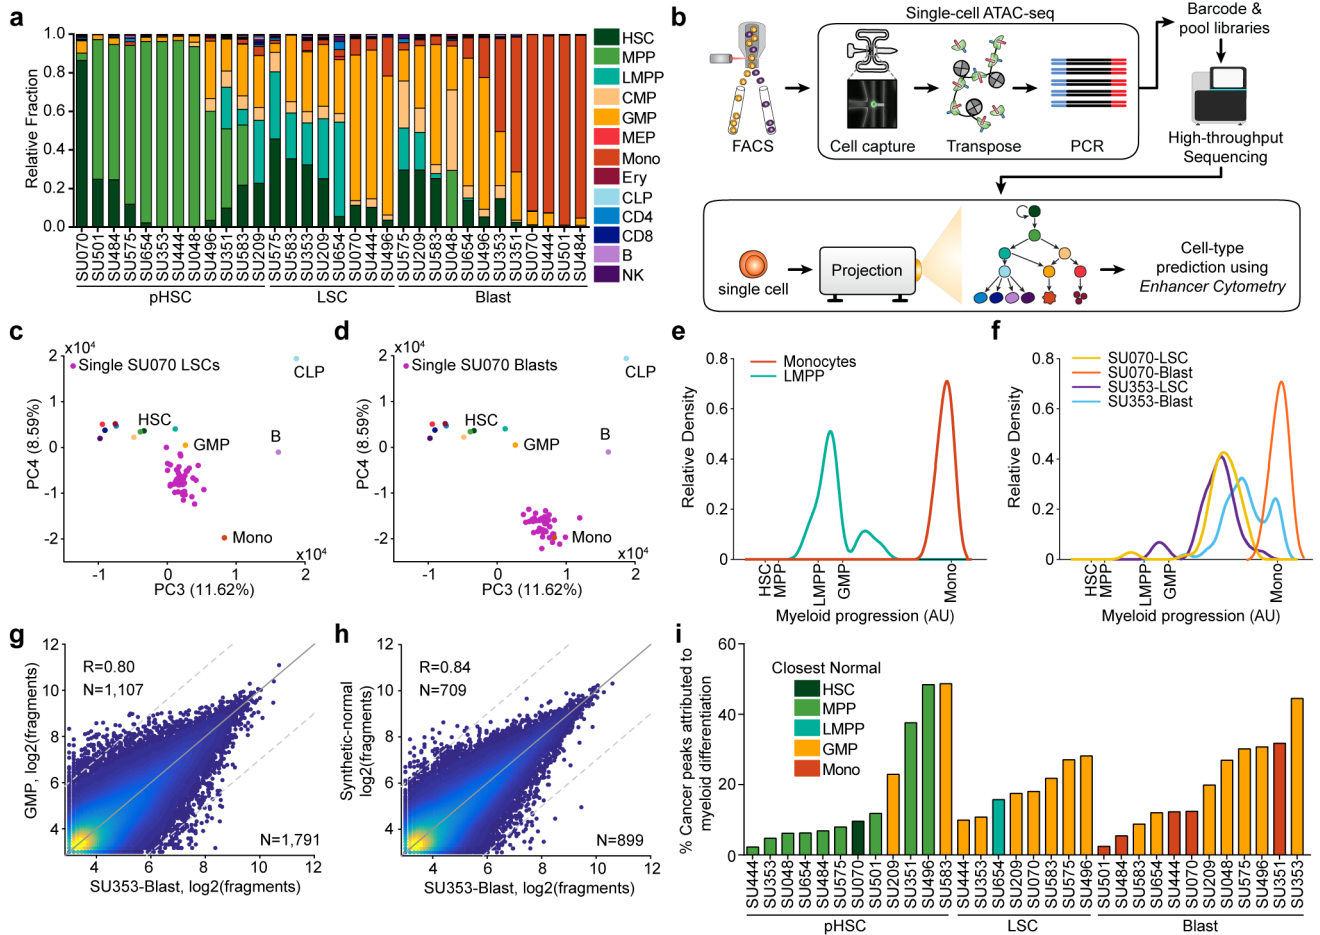 a
Relative Fraction
1.0
0.8
0.6
0.4
0.2
0.0
SU070
SU501
SU484
SU575
SU654
SU353
SU444
SU048
SU496
SU351
SU583
SU209
SU575
SU583
SU353
SU209
SU654
SU070
SU444
SU496
SU575
SU209
SU583
SU048
SU654
SU496
SU353
SU351
SU070
SU444
SU501
SU484
pHSC
LSC
Blast
HSC
MPP
LMPP
CMP
GMP
MEP
Mono
Ery
CLP
CD4
CD8
B
NK
b
Single-cell ATAC-seq
FACS
Cell capture
Transpose
PCR
Barcode &
pool libraries
High-throughput
Sequencing
single cell
Projection
Cell-type
prediction using
Enhancer Cytometry
c
x10⁴
Single SU070 LSCs
CLP
HSC
GMP
B
Mono
x10⁴
2
1
0
-1
-2
PC4 (8.59%)
-1
0
1
2
PC3 (11.62%)
d
x10⁴
Single SU070 Blasts
CLP
HSC
GMP
B
Mono
x10⁴
2
1
0
-1
-2
PC4 (8.59%)
-1
0
1
2
PC3 (11.62%)
e
Monocytes
LMPP
0.8
0.6
0.4
0.2
0
Relative Density
HSC
MPP
LMPP
GMP
Mono
Myeloid progression (AU)
f
SU070-LSC
SU070-Blast
SU353-LSC
SU353-Blast
0.8
0.6
0.4
0.2
0
Relative Density
HSC
MPP
LMPP
GMP
Mono
Myeloid progression (AU)
g
R=0.80
N=1,107
N=1,791
12
10
8
6
4
GMP, log2(fragments)
4
6
8
10
12
SU353-Blast, log2(fragments)
h
R=0.84
N=709
N=899
12
10
8
6
4
Synthetic-normal
log2(fragments)
4
6
8
10
12
SU353-Blast, log2(fragments)
i
% Cancer peaks attributed to
myeloid differentiation
60
40
20
0
Closest Normal
HSC
MPP
LMPP
GMP
Mono
SU444
SU353
SU048
SU654
SU484
SU575
SU070
SU501
SU209
SU351
SU496
SU583
SU444
SU353
SU654
SU209
SU070
SU583
SU575
SU496
SU501
SU484
SU583
SU654
SU444
SU070
SU209
SU048
SU575
SU496
SU351
SU353
pHSC
LSC
Blast